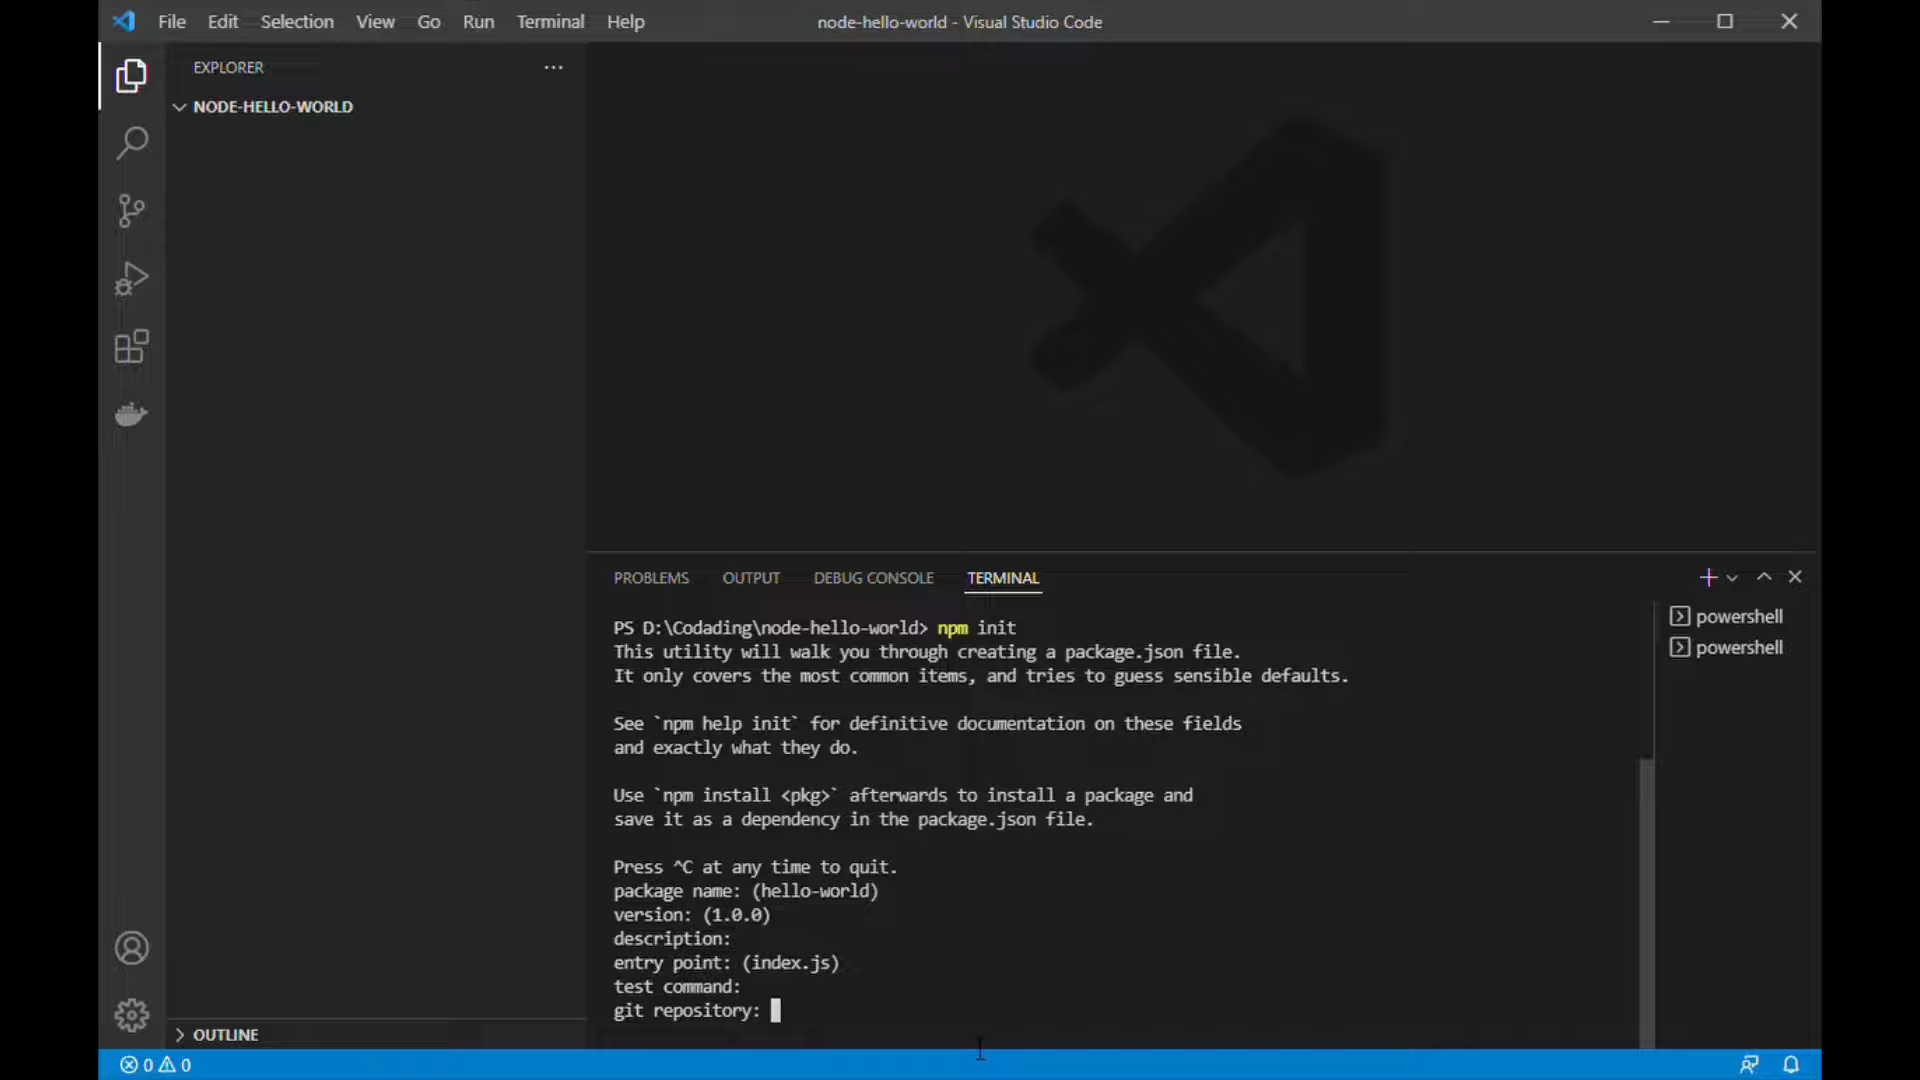 File Edit Selection View Go Run Terminal Help
node-hello-world - Visual Studio Code
EXPLORER
NODE-HELLO-WORLD
OUTLINE
PROBLEMS OUTPUT DEBUG CONSOLE TERMINAL
PS D:\Codading\node-hello-world> npm init
This utility will walk you through creating a package.json file.
It only covers the most common items, and tries to guess sensible defaults.
See `npm help init` for definitive documentation on these fields
and exactly what they do.
Use `npm install <pkg>` afterwards to install a package and
save it as a dependency in the package.json file.
Press ^C at any time to quit.
package name: (hello-world)
version: (1.0.0)
description:
entry point: (index.js)
test command:
git repository:
powershell
powershell
0 0